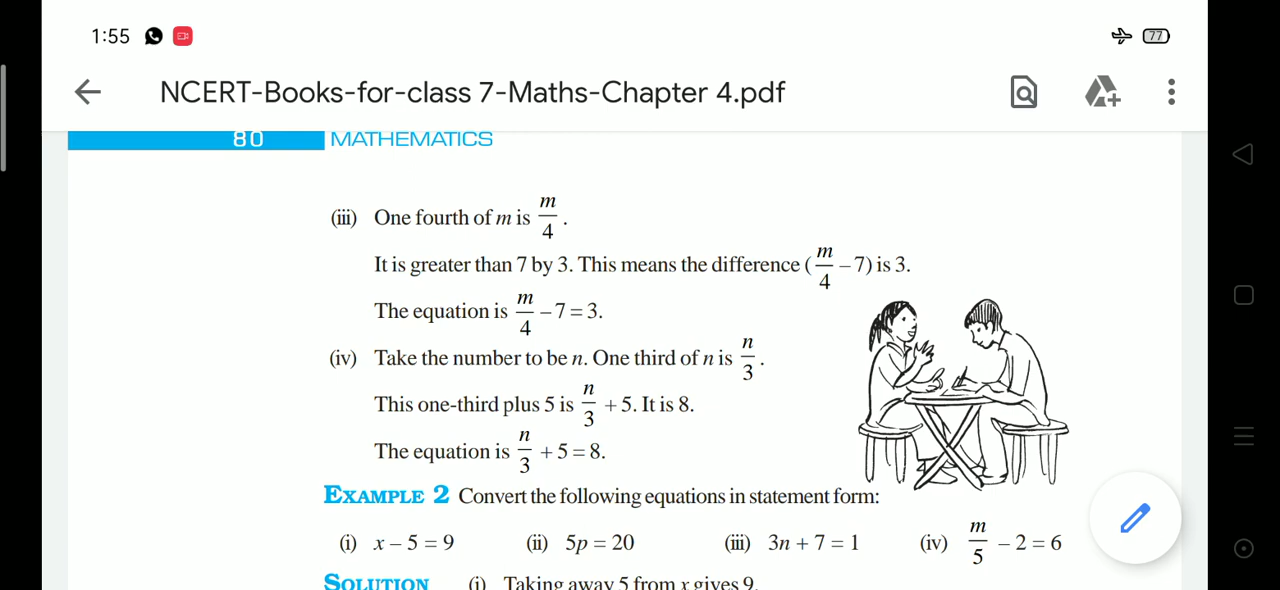 1:55
77
NCERT-Books-for-class 7-Maths-Chapter 4.pdf
80 MATHEMATICS
(iii) One fourth of m is m/4 .
It is greater than 7 by 3. This means the difference (m/4 – 7) is 3.
The equation is m/4 – 7 = 3.
(iv) Take the number to be n. One third of n is n/3 .
This one-third plus 5 is n/3 + 5. It is 8.
The equation is n/3 + 5 = 8.
EXAMPLE 2 Convert the following equations in statement form:
(i) x – 5 = 9 (ii) 5p = 20 (iii) 3n + 7 = 1 (iv) m/5 – 2 = 6
SOLUTION (i) Taking away 5 from x gives 9.